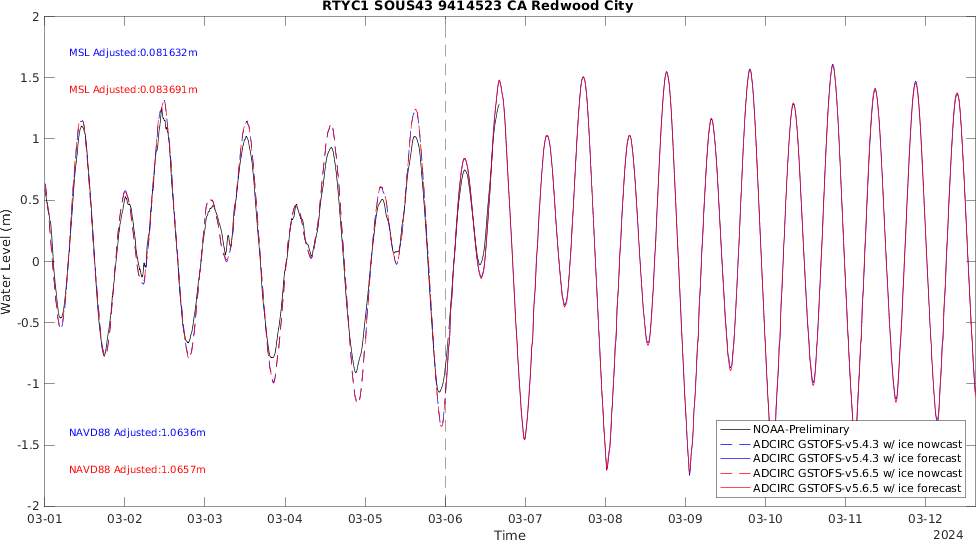 RTYC1 SOUS43 9414523 CA Redwood City
MSL Adjusted:0.081632m
MSL Adjusted:0.083691m
NAVD88 Adjusted:1.0636m
NAVD88 Adjusted:1.0657m
Water Level (m)
2
1.5
1
0.5
0
-0.5
-1
-1.5
-2
NOAA-Preliminary
ADCIRC GSTOFS-v5.4.3 w/ ice nowcast
ADCIRC GSTOFS-v5.4.3 w/ ice forecast
ADCIRC GSTOFS-v5.6.5 w/ ice nowcast
ADCIRC GSTOFS-v5.6.5 w/ ice forecast
03-01 03-02 03-03 03-04 03-05 03-06 03-07 03-08 03-09 03-10 03-11 03-12
Time
2024